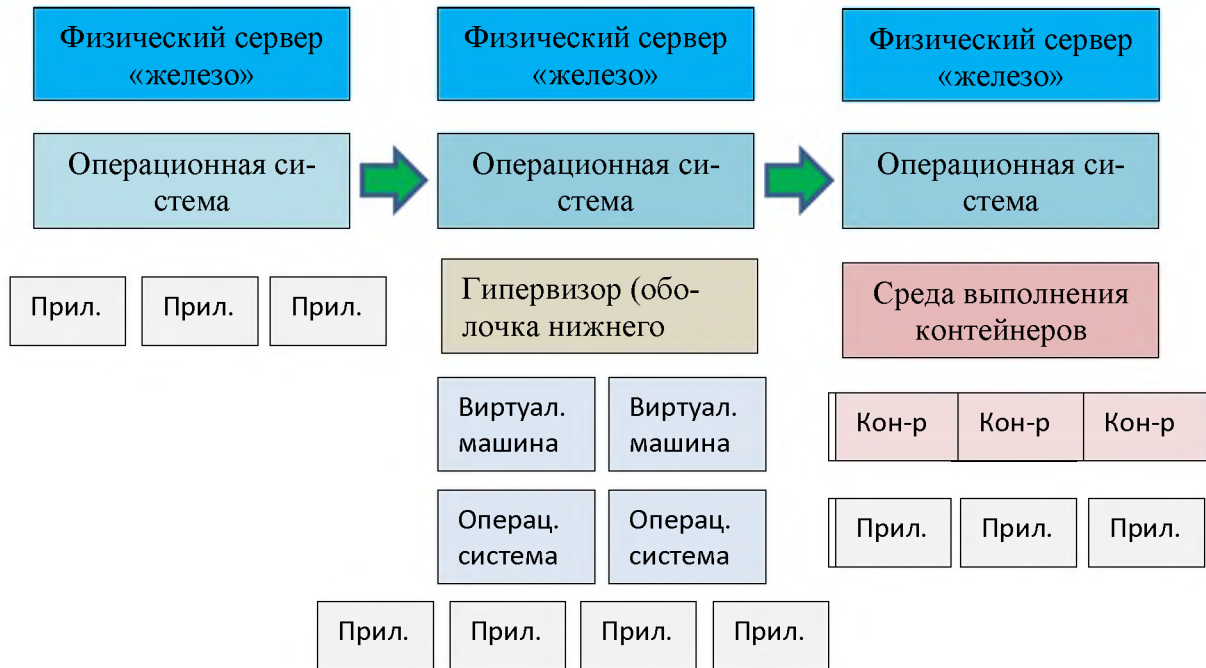 Физический сервер
«железо»
Физический сервер
«железо»
Физический сервер
«железо»
Операционная си-
стема
Операционная си-
стема
Операционная си-
стема
Прил.
Прил.
Прил.
Гипервизор (обо-
лочка нижнего
Среда выполнения
контейнеров
Виртуал.
машина
Виртуал.
машина
Кон-р
Кон-р
Кон-р
Операц.
система
Операц.
система
Прил.
Прил.
Прил.
Прил.
Прил.
Прил.
Прил.